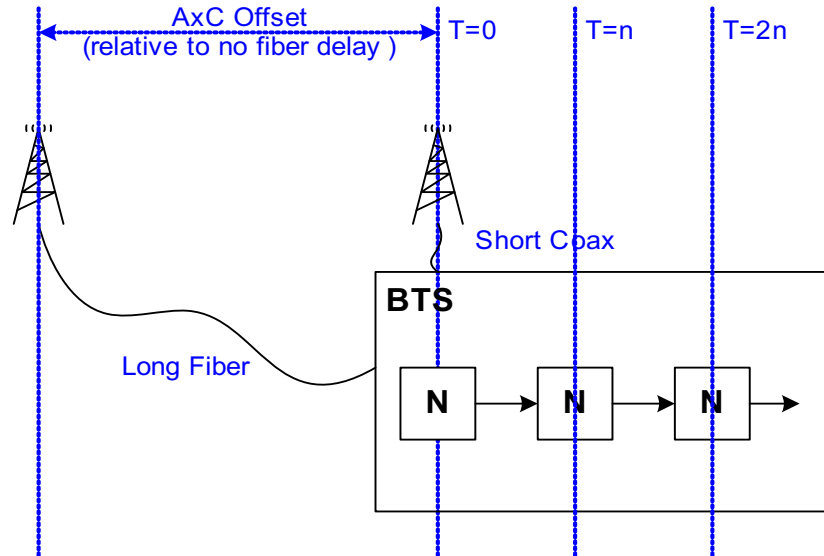 AxC Offset
(relative to no fiber delay )
T=0
T=n
T=2n
Short Coax
BTS
Long Fiber
N
N
N